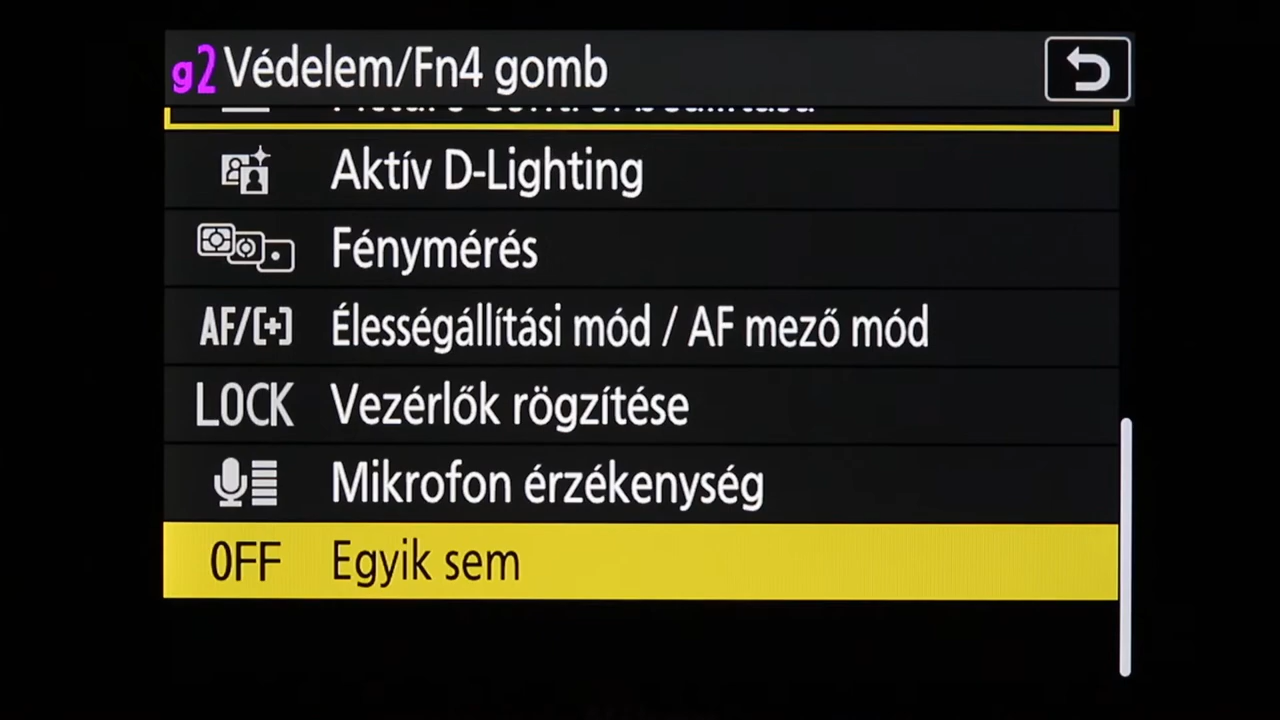 g2 Védelem/Fn4 gomb
Aktív D-Lighting
Fénymérés
AF/[+] Élességállítási mód / AF mező mód
LOCK Vezérlők rögzítése
Mikrofon érzékenység
OFF Egyik sem